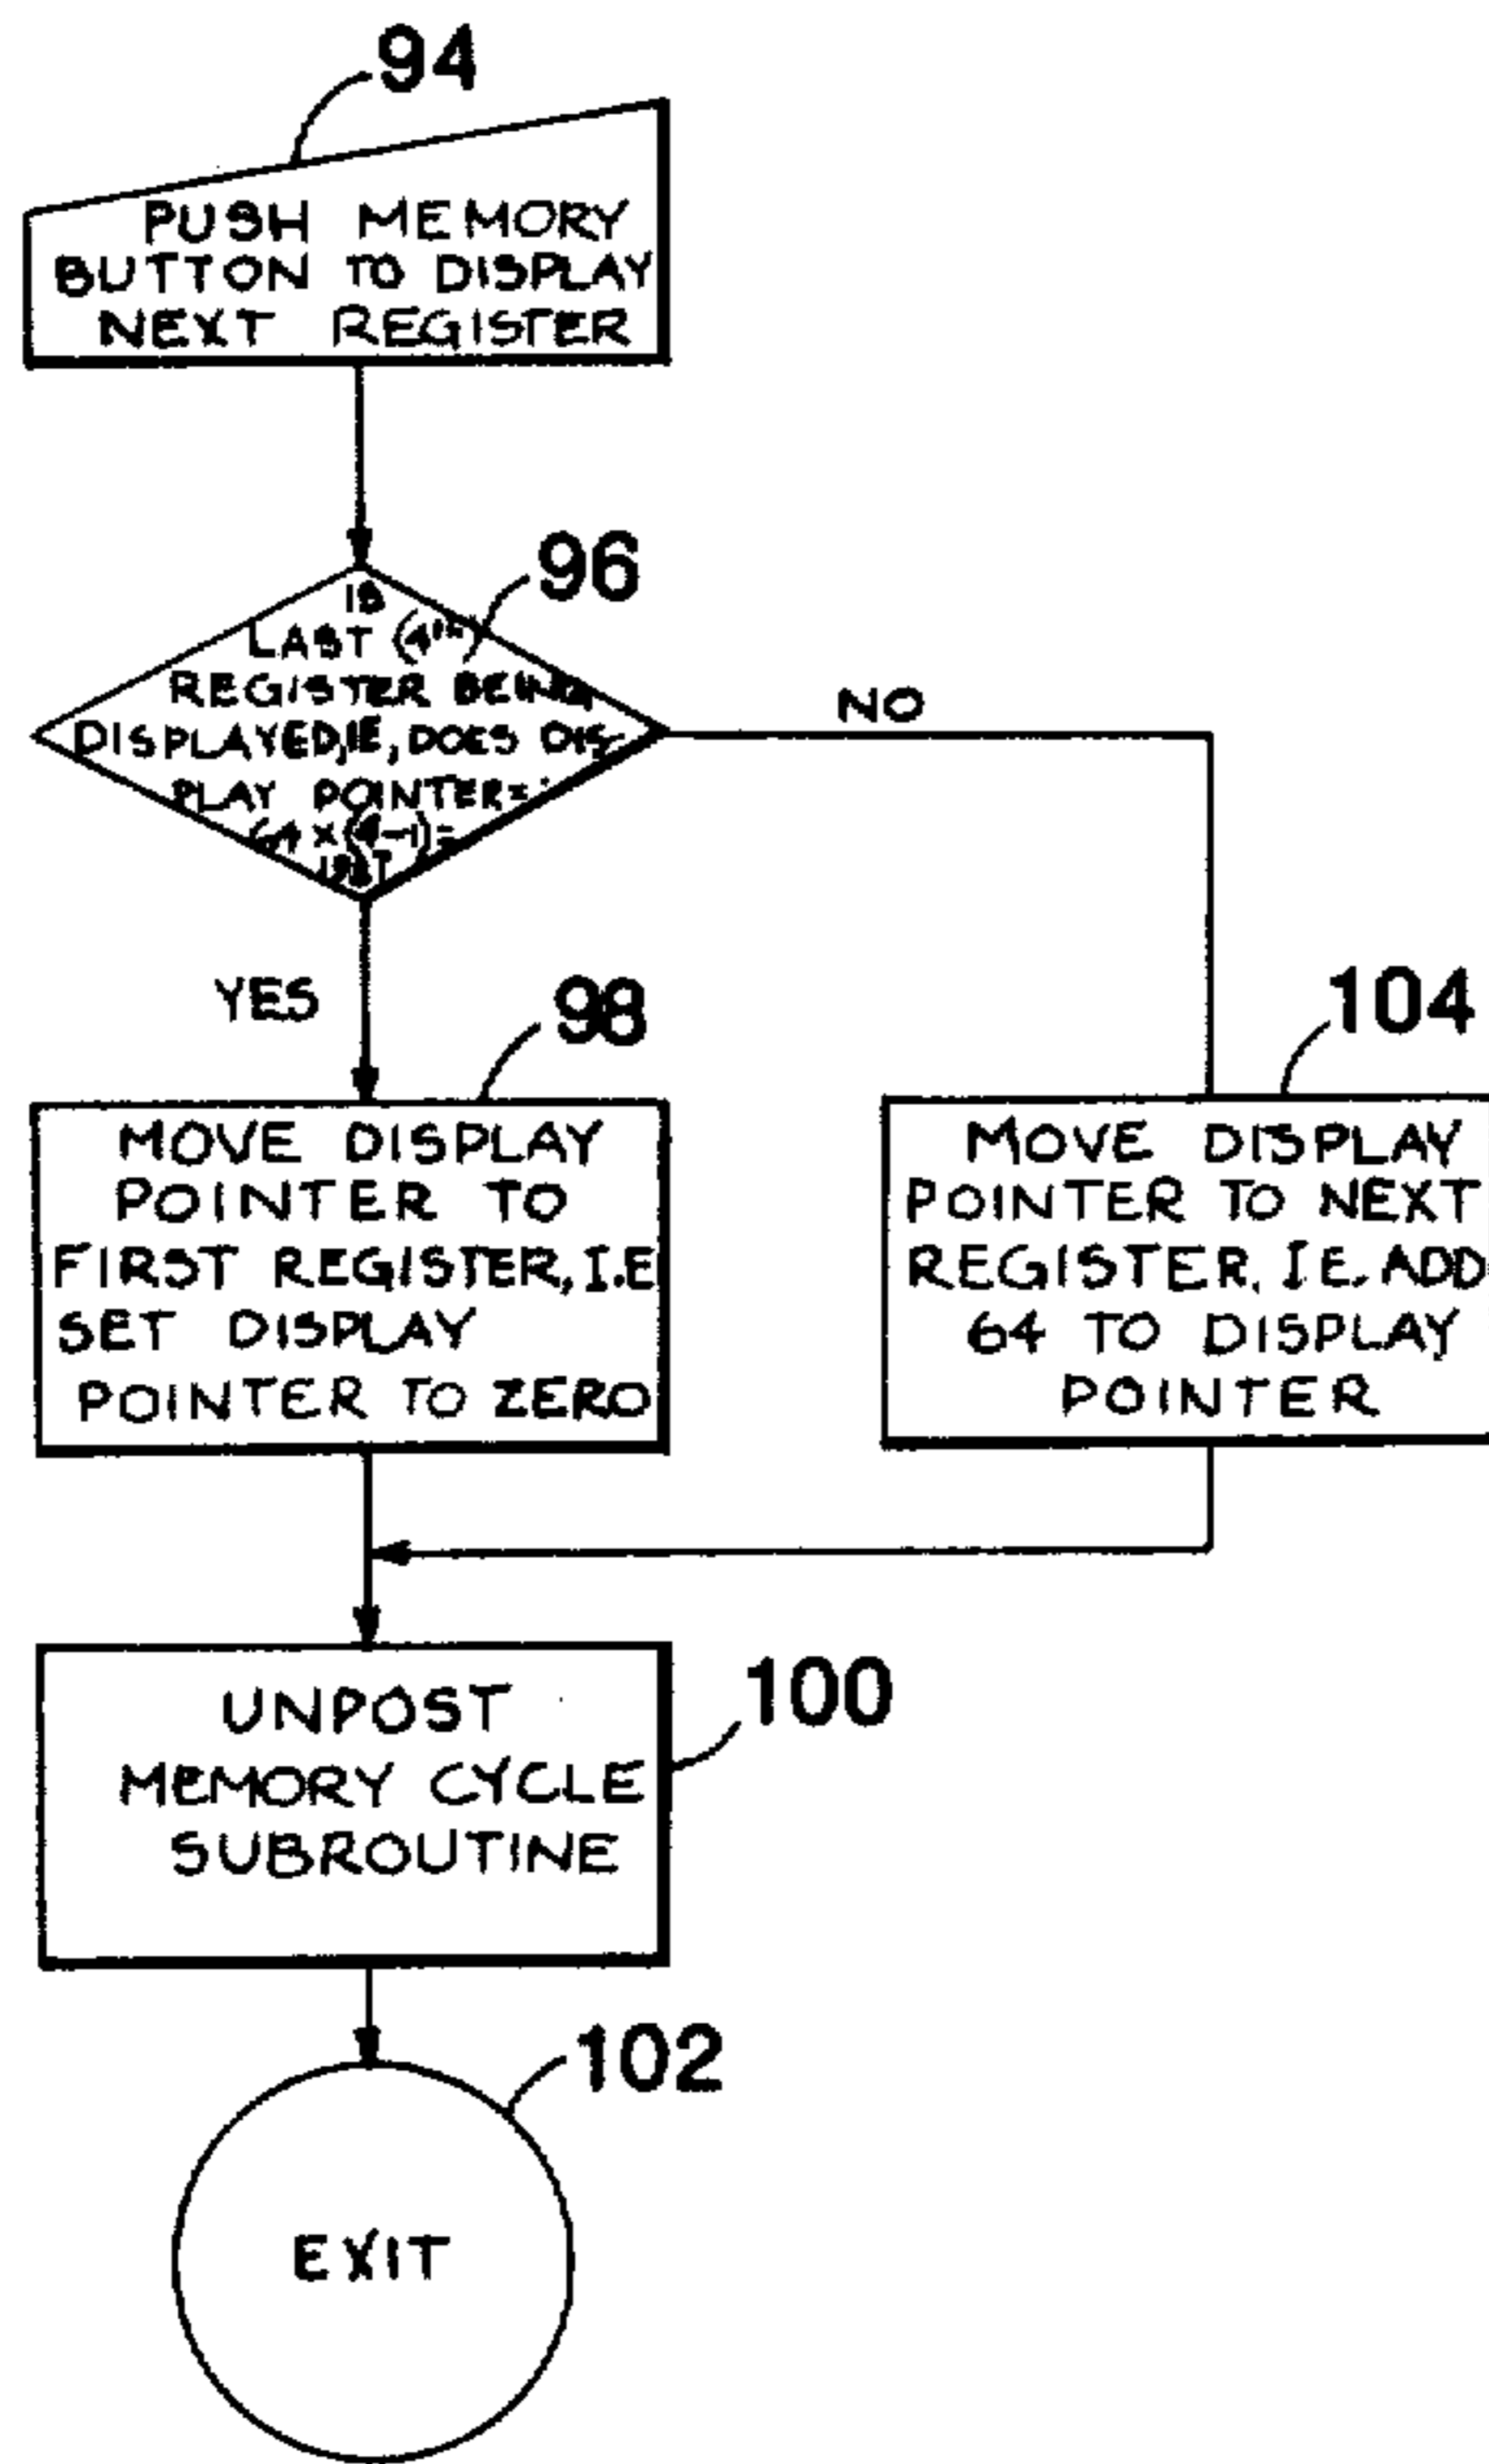 94
PUSH MEMORY
BUTTON TO DISPLAY
NEXT REGISTER
96
IS
LAST (4TH)
REGISTER BEING
DISPLAYED, IE, DOES DIS-
PLAY POINTER =
64 X (4-1) =
192?
NO
YES
98
104
MOVE DISPLAY
POINTER TO
FIRST REGISTER, I.E
SET DISPLAY
POINTER TO ZERO
MOVE DISPLAY
POINTER TO NEXT
REGISTER. IE. ADD
64 TO DISPLAY
POINTER
UNPOST
MEMORY CYCLE
SUBROUTINE
100
102
EXIT